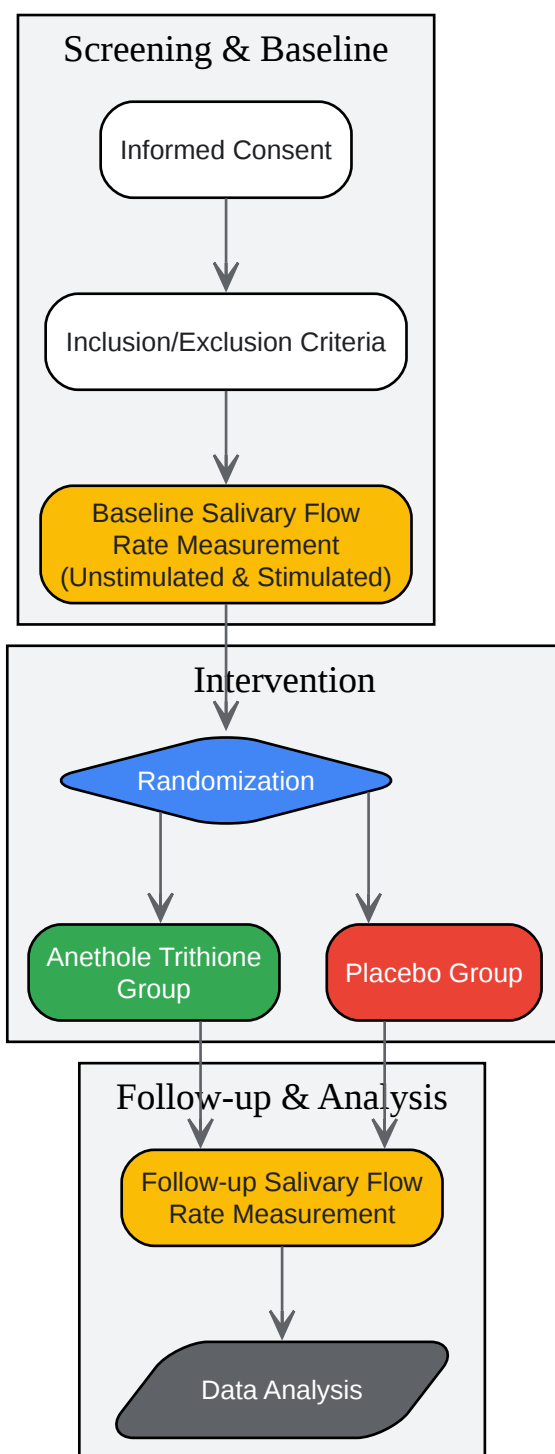 Screening & Baseline
Informed Consent
Inclusion/Exclusion Criteria
Baseline Salivary Flow
Rate Measurement
(Unstimulated & Stimulated)
Intervention
Randomization
Anethole Trithione
Group
Placebo Group
Follow-up & Analysis
Follow-up Salivary Flow
Rate Measurement
Data Analysis